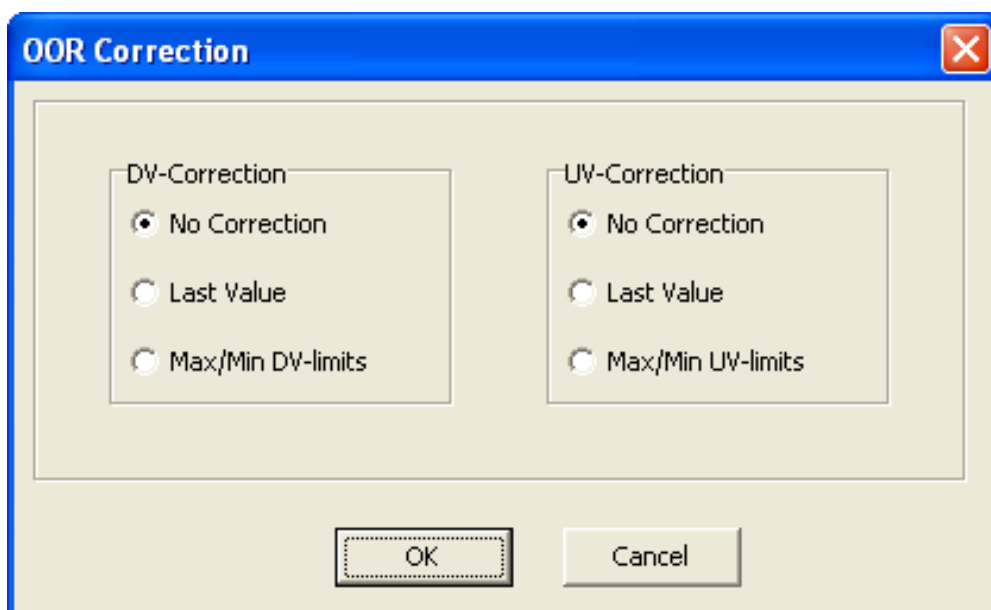 OOR Correction
DV-Correction
No Correction
Last Value
Max/Min DV-limits
UV-Correction
No Correction
Last Value
Max/Min UV-limits
OK
Cancel